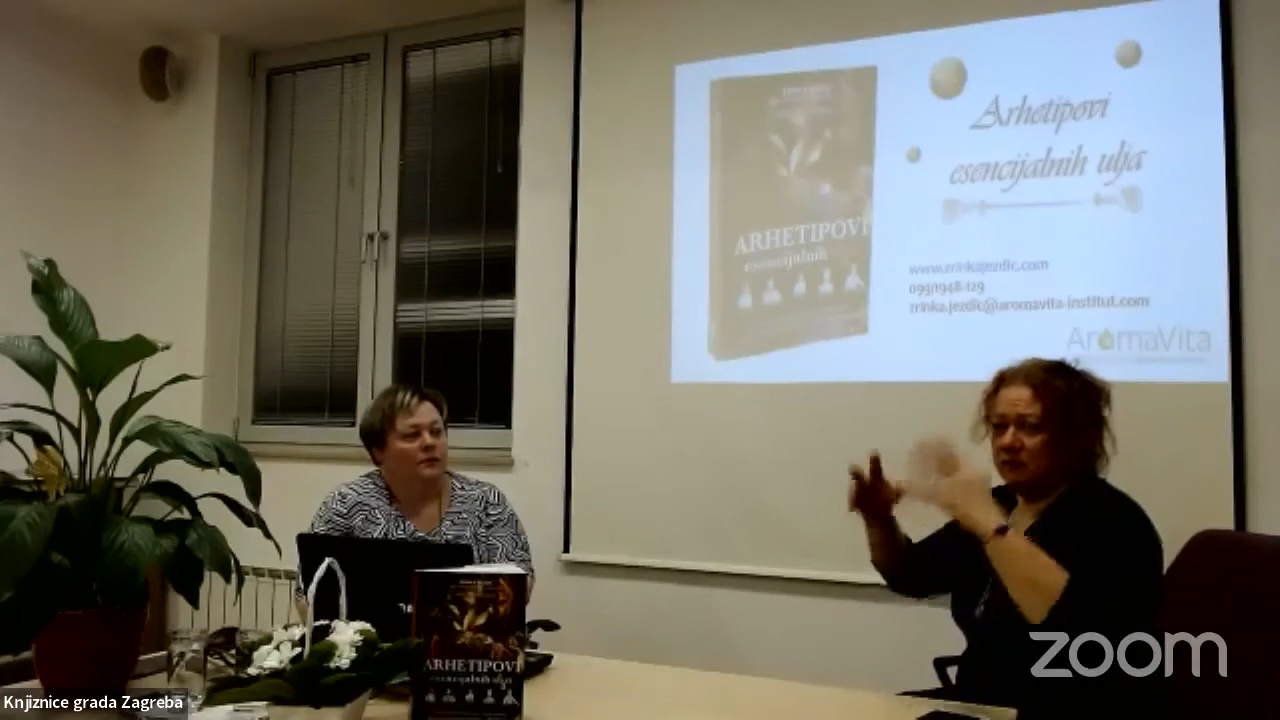 Arhetipovi
esencijalnih ulja
ARHETIPOVI
esencijalnih
www.zrinkajezdic.com
099/1948-129
zrinka.jezdic@aromavita-institut.com
AromaVita
ARHETIPOVI
esencijalnih ulja
zoom
Knjiznice grada Zagreba